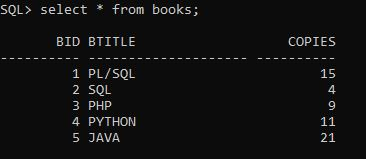 SQL> select * from books;
BID BTITLE COPIES
---------- -------------------- ----------
1 PL/SQL 15
2 SQL 4
3 PHP 9
4 PYTHON 11
5 JAVA 21